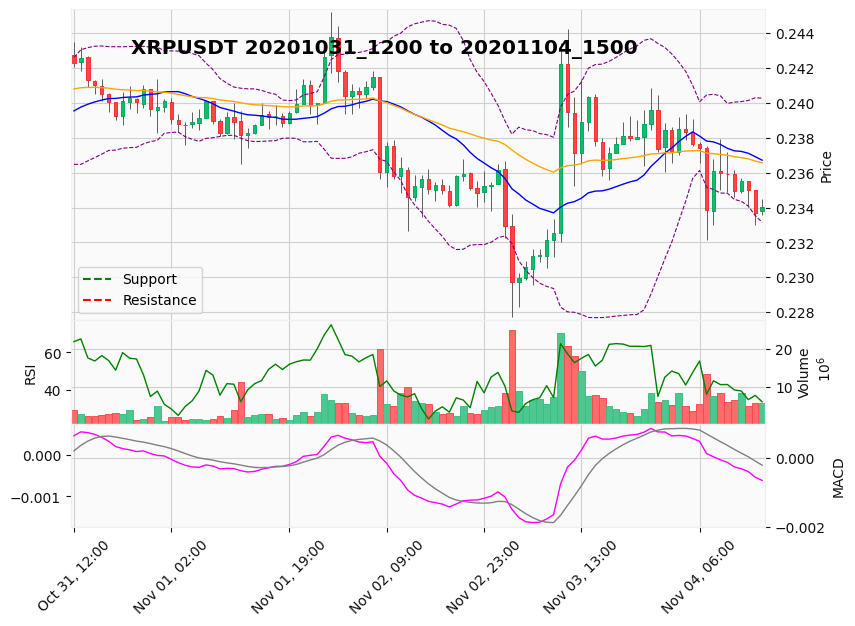 XRPUSDT 20201031_1200 to 20201104_1500
0.244
0.242
0.240
0.238
0.236
0.234
0.232
0.230
0.228
Price
Support
Resistance
60
40
RSI
20
10
Volume
10^6
0.000
−0.001
0.000
−0.002
MACD
Oct 31, 12:00
Nov 01, 02:00
Nov 01, 19:00
Nov 02, 09:00
Nov 02, 23:00
Nov 03, 13:00
Nov 04, 06:00